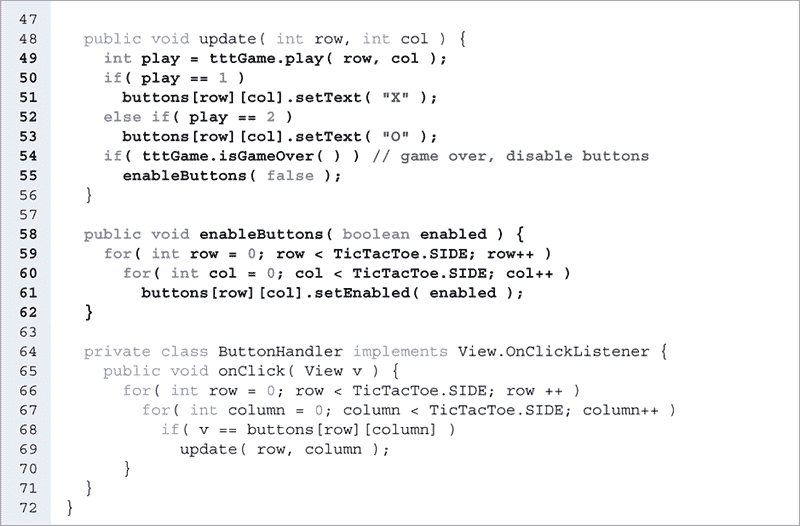 47
48 public void update( int row, int col ) {
49 int play = tttGame.play( row, col );
50 if( play == 1 )
51 buttons[row][col].setText( "X" );
52 else if( play == 2 )
53 buttons[row][col].setText( "O" );
54 if( tttGame.isGameOver( ) ) // game over, disable buttons
55 enableButtons( false );
56 }
57
58 public void enableButtons( boolean enabled ) {
59 for( int row = 0; row < TicTacToe.SIDE; row++ )
60 for( int col = 0; col < TicTacToe.SIDE; col++ )
61 buttons[row][col].setEnabled( enabled );
62 }
63
64 private class ButtonHandler implements View.OnClickListener {
65 public void onClick( View v ) {
66 for( int row = 0; row < TicTacToe.SIDE; row ++ )
67 for( int column = 0; column < TicTacToe.SIDE; column++ )
68 if( v == buttons[row][column] )
69 update( row, column );
70 }
71 }
72 }